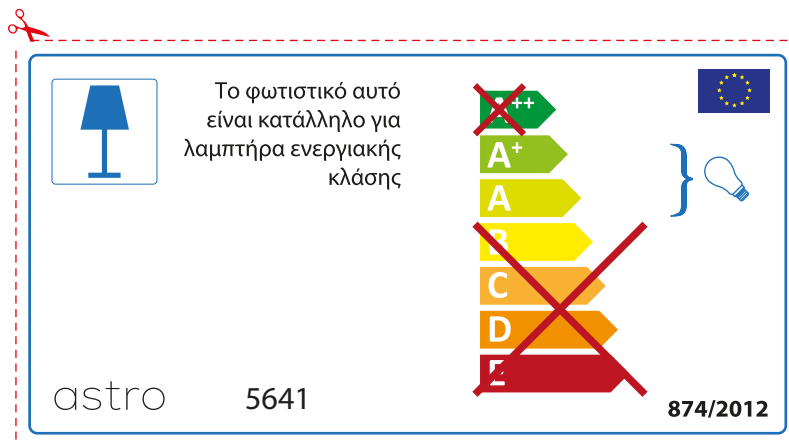 Το φωτιστικό αυτό
είναι κατάλληλο για
λαμπτήρα ενεργιακής
κλάσης
A++
A+
A
B
C
D
E
astro
5641
874/2012